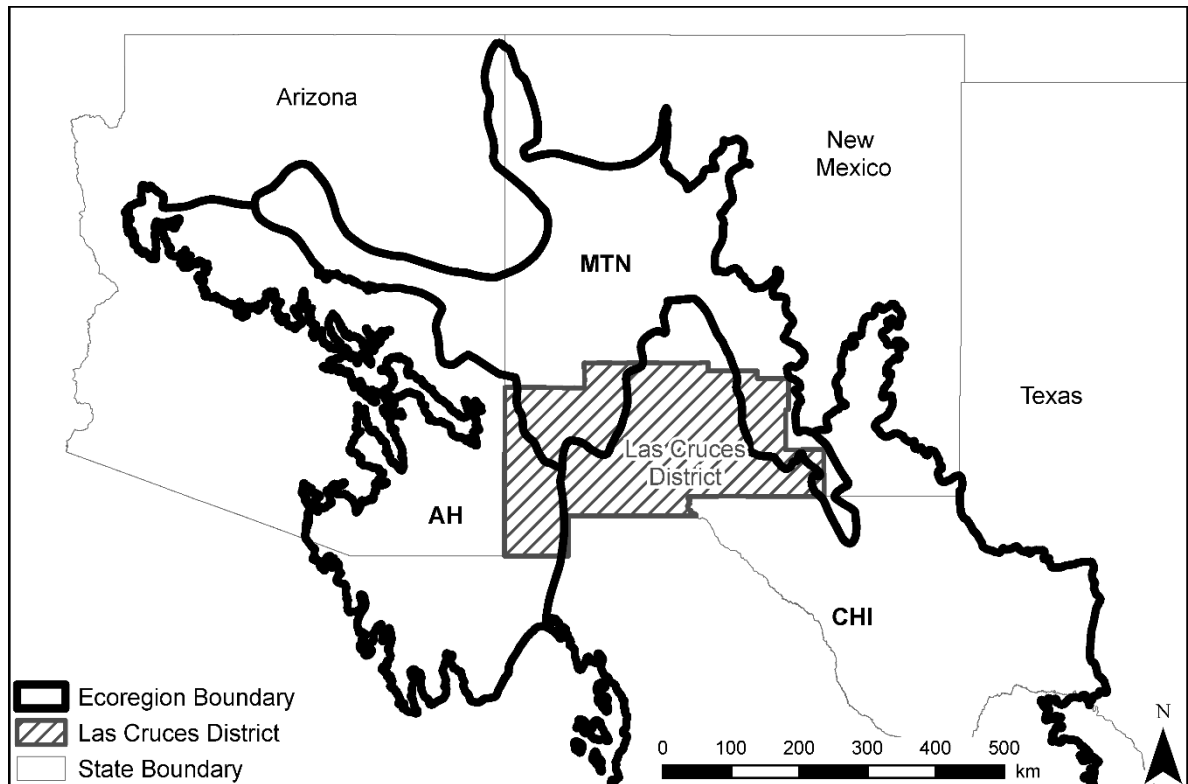 Arizona
New
Mexico
MTN
Texas
Las Cruces
District
AH
CHI
Ecoregion Boundary
Las Cruces District
State Boundary
0 100 200 300 400 500
km
N